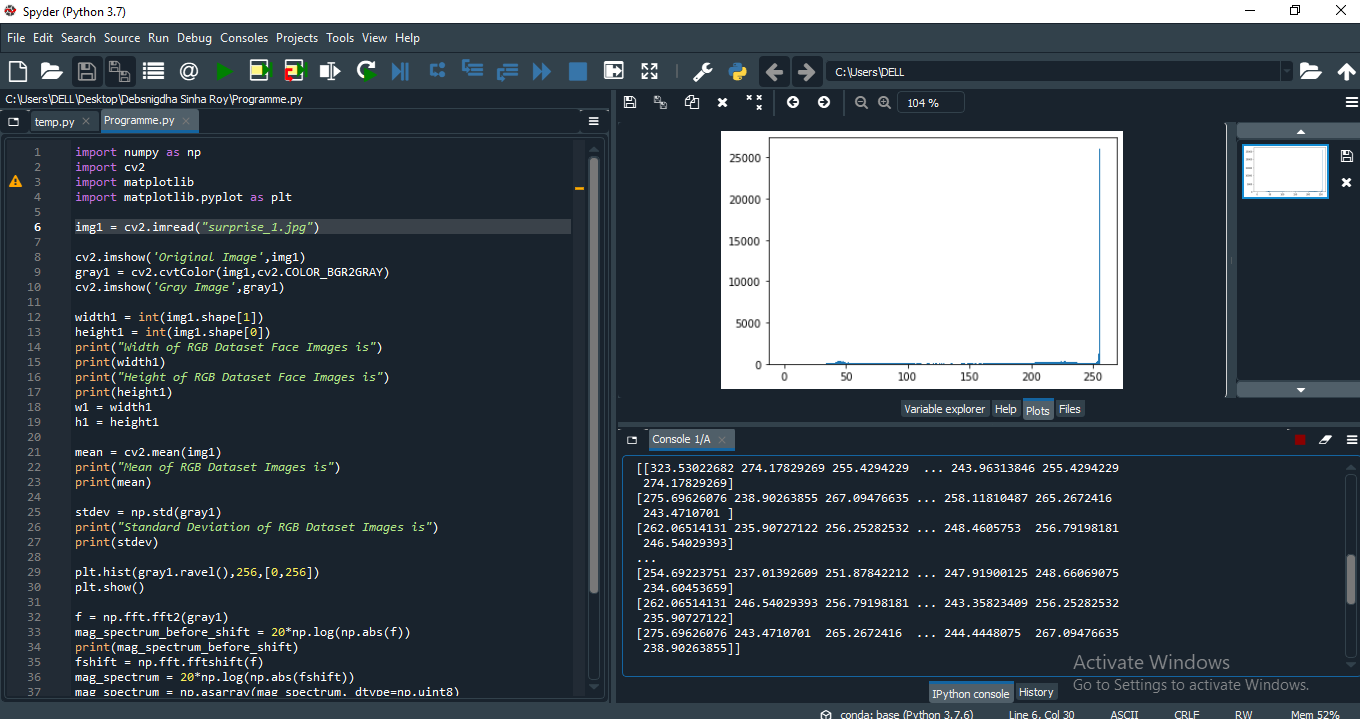 Spyder (Python 3.7)
File Edit Search Source Run Debug Consoles Projects Tools View Help
C:\Users\DELL
C:\Users\DELL\Desktop\Debsnigdha Sinha Roy\Programme.py
temp.py
Programme.py
1 import numpy as np
2 import cv2
3 import matplotlib
4 import matplotlib.pyplot as plt
5
6 img1 = cv2.imread("surprise_1.jpg")
7
8 cv2.imshow('Original Image',img1)
9 gray1 = cv2.cvtColor(img1,cv2.COLOR_BGR2GRAY)
10 cv2.imshow('Gray Image',gray1)
11
12 width1 = int(img1.shape[1])
13 height1 = int(img1.shape[0])
14 print("Width of RGB Dataset Face Images is")
15 print(width1)
16 print("Height of RGB Dataset Face Images is")
17 print(height1)
18 w1 = width1
19 h1 = height1
20
21 mean = cv2.mean(img1)
22 print("Mean of RGB Dataset Images is")
23 print(mean)
24
25 stdev = np.std(gray1)
26 print("Standard Deviation of RGB Dataset Images is")
27 print(stdev)
28
29 plt.hist(gray1.ravel(),256,[0,256])
30 plt.show()
31
32 f = np.fft.fft2(gray1)
33 mag_spectrum_before_shift = 20*np.log(np.abs(f))
34 print(mag_spectrum_before_shift)
35 fshift = np.fft.fftshift(f)
36 mag_spectrum = 20*np.log(np.abs(fshift))
37 mag_spectrum = np.asarray(mag_spectrum, dtype=np.uint8)
104 %
25000
20000
15000
10000
5000
0
0 50 100 150 200 250
Variable explorer Help Plots Files
Console 1/A
[[323.53022682 274.17829269 255.4294229 ... 243.96313846 255.4294229
274.17829269]
[275.69626076 238.90263855 267.09476635 ... 258.11810487 265.2672416
243.4710701 ]
[262.06514131 235.90727122 256.25282532 ... 248.4605753 256.79198181
246.54029393]
...
[254.69223751 237.01392609 251.87842212 ... 247.91900125 248.66069075
234.60453659]
[262.06514131 246.54029393 256.79198181 ... 243.35823409 256.25282532
235.90727122]
[275.69626076 243.4710701 265.2672416 ... 244.4448075 267.09476635
238.90263855]]
Activate Windows
Go to Settings to activate Windows.
IPython console History
conda: base (Python 3.7.6) Line 6, Col 30 ASCII CRLF RW Mem 52%